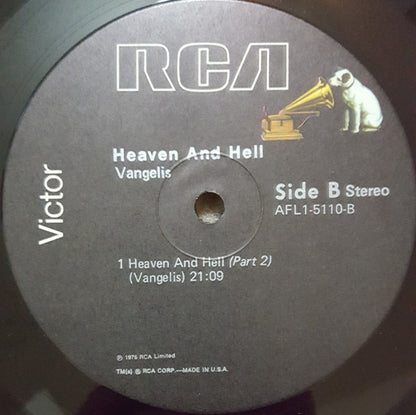 RCA
Victor
Heaven And Hell
Vangelis
Side B Stereo
AFL1-5110-B
1 Heaven And Hell (Part 2)
(Vangelis) 21:09
℗ 1975 RCA Limited
TM(s) ® RCA CORP.—MADE IN U.S.A.